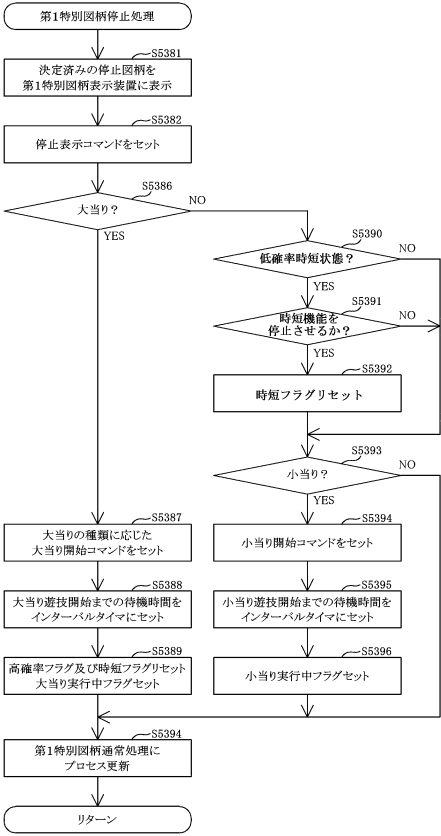 第1特別図柄停止処理
S5381
決定済みの停止図柄を
第1特別図柄表示装置に表示
S5382
停止表示コマンドをセット
S5386
大当り？
NO
YES
S5390
低確率時短状態？
NO
YES
S5391
時短機能を
停止させるか？
NO
YES
S5392
時短フラグリセット
S5393
小当り？
NO
YES
S5387
大当りの種類に応じた
大当り開始コマンドをセット
S5394
小当り開始コマンドをセット
S5388
大当り遊技開始までの待機時間を
インターバルタイマにセット
S5395
小当り遊技開始までの待機時間を
インターバルタイマにセット
S5389
高確率フラグ及び時短フラグリセット
大当り実行中フラグセット
S5396
小当り実行中フラグセット
S5394
第1特別図柄通常処理に
プロセス更新
リターン